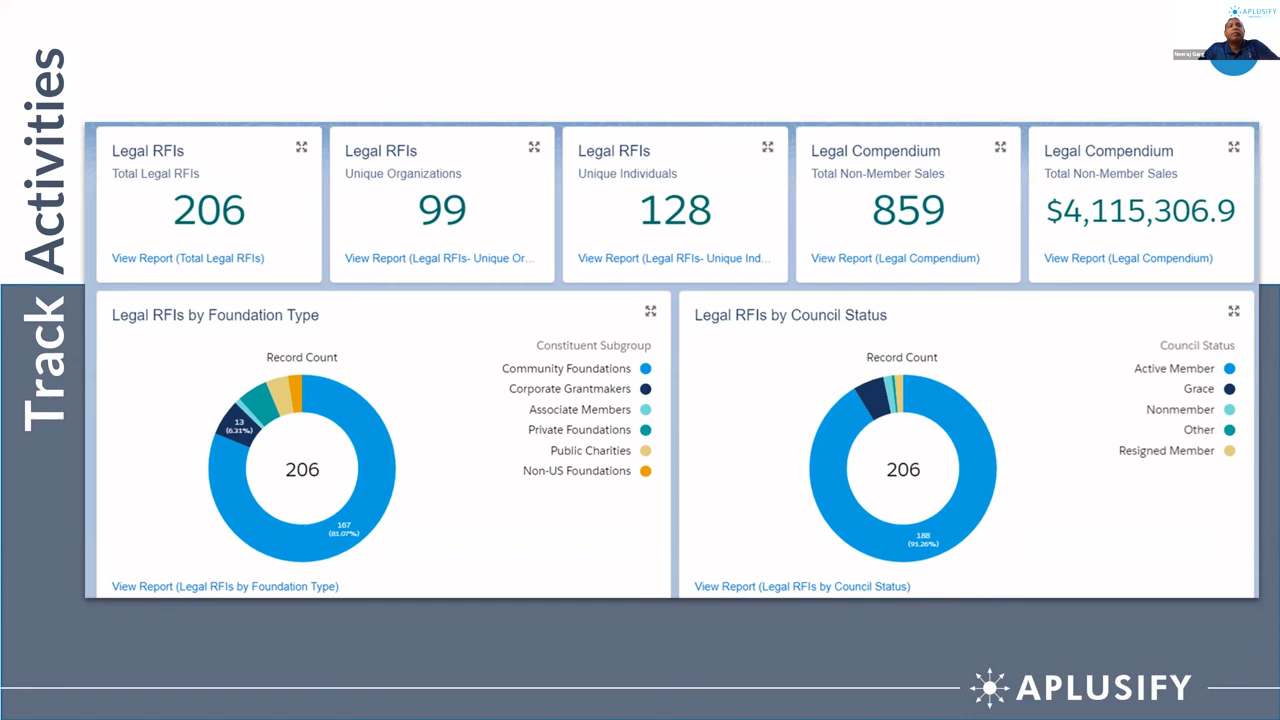 APLUSIFY
Neeraj Garg
Track Activities
Legal RFIs
Total Legal RFIs
206
View Report (Total Legal RFIs)
Legal RFIs
Unique Organizations
99
View Report (Legal RFIs- Unique Or...
Legal RFIs
Unique Individuals
128
View Report (Legal RFIs- Unique Ind...
Legal Compendium
Total Non-Member Sales
859
View Report (Legal Compendium)
Legal Compendium
Total Non-Member Sales
$4,115,306.9
View Report (Legal Compendium)
Legal RFIs by Foundation Type
Record Count
13
(6.31%)
206
167
(81.07%)
Constituent Subgroup
Community Foundations
Corporate Grantmakers
Associate Members
Private Foundations
Public Charities
Non-US Foundations
View Report (Legal RFIs by Foundation Type)
Legal RFIs by Council Status
Record Count
206
188
(91.26%)
Council Status
Active Member
Grace
Nonmember
Other
Resigned Member
View Report (Legal RFIs by Council Status)
APLUSIFY